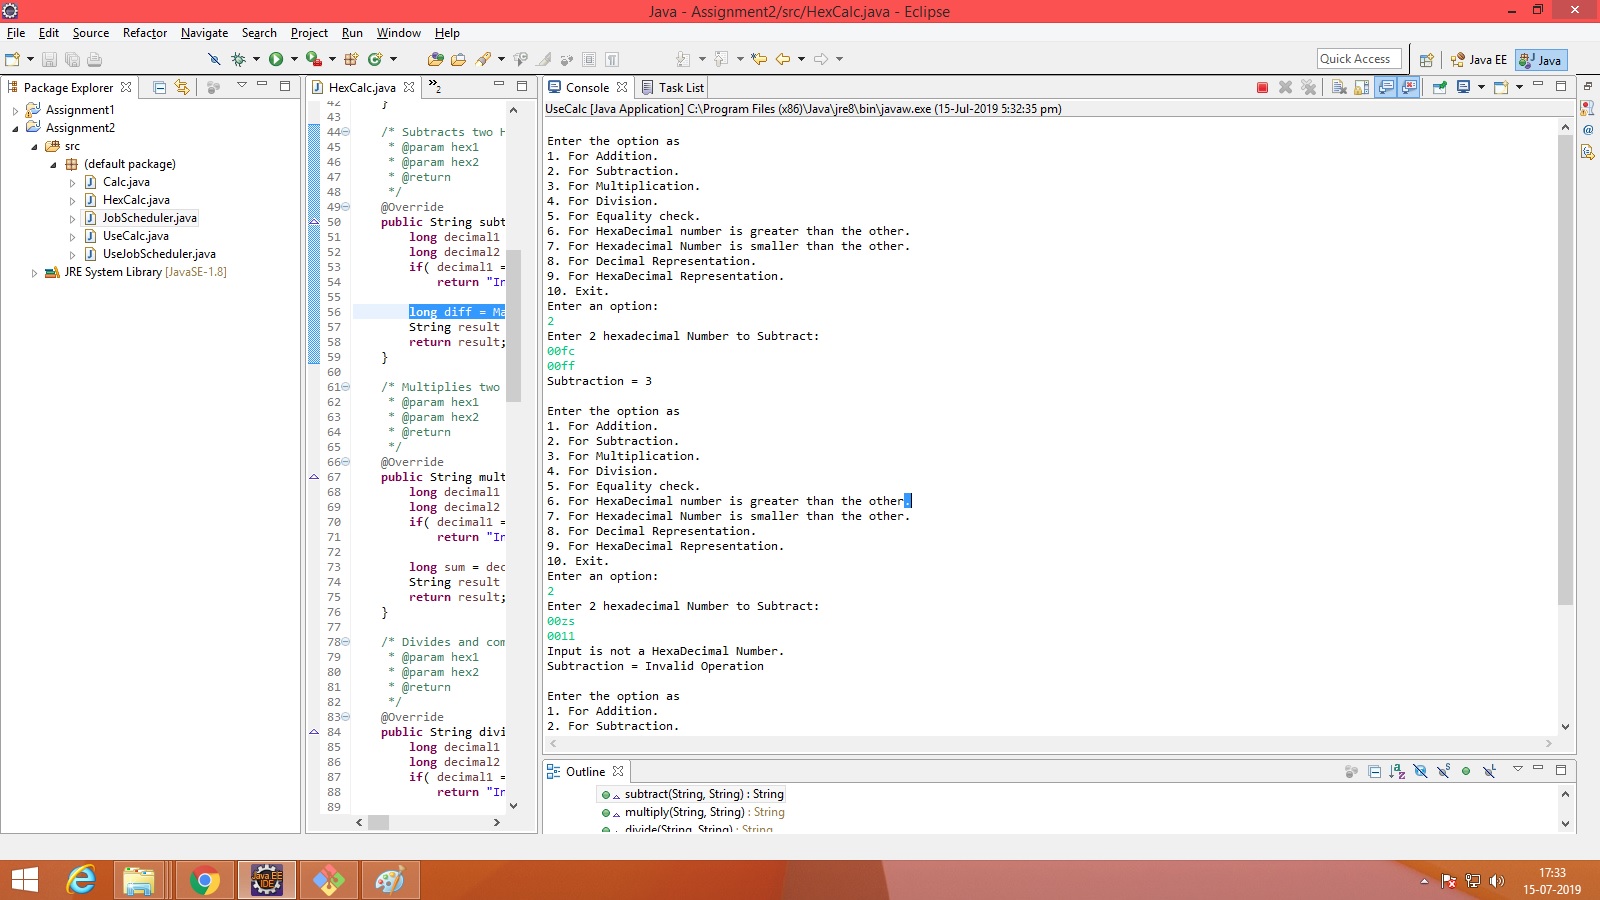 Java - Assignment2/src/HexCalc.java - Eclipse
File Edit Source Refactor Navigate Search Project Run Window Help
Quick Access
Java EE
Java
Package Explorer
Assignment1
Assignment2
src
(default package)
Calc.java
HexCalc.java
JobScheduler.java
UseCalc.java
UseJobScheduler.java
JRE System Library [JavaSE-1.8]
HexCalc.java
»2
42 }
43
44 /* Subtracts two H
45 * @param hex1
46 * @param hex2
47 * @return
48 */
49 @Override
50 public String subt
51 long decimal1
52 long decimal2
53 if( decimal1 =
54 return "In
55
56 long diff = Ma
57 String result
58 return result;
59 }
60
61 /* Multiplies two
62 * @param hex1
63 * @param hex2
64 * @return
65 */
66 @Override
67 public String mult
68 long decimal1
69 long decimal2
70 if( decimal1 =
71 return "In
72
73 long sum = dec
74 String result
75 return result;
76 }
77
78 /* Divides and com
79 * @param hex1
80 * @param hex2
81 * @return
82 */
83 @Override
84 public String divi
85 long decimal1
86 long decimal2
87 if( decimal1 =
88 return "In
89
Console
Task List
UseCalc [Java Application] C:\Program Files (x86)\Java\jre8\bin\javaw.exe (15-Jul-2019 5:32:35 pm)
Enter the option as
1. For Addition.
2. For Subtraction.
3. For Multiplication.
4. For Division.
5. For Equality check.
6. For HexaDecimal number is greater than the other.
7. For Hexadecimal Number is smaller than the other.
8. For Decimal Representation.
9. For HexaDecimal Representation.
10. Exit.
Enter an option:
2
Enter 2 hexadecimal Number to Subtract:
00fc
00ff
Subtraction = 3
Enter the option as
1. For Addition.
2. For Subtraction.
3. For Multiplication.
4. For Division.
5. For Equality check.
6. For HexaDecimal number is greater than the other.
7. For Hexadecimal Number is smaller than the other.
8. For Decimal Representation.
9. For HexaDecimal Representation.
10. Exit.
Enter an option:
2
Enter 2 hexadecimal Number to Subtract:
00zs
0011
Input is not a HexaDecimal Number.
Subtraction = Invalid Operation
Enter the option as
1. For Addition.
2. For Subtraction.
Outline
subtract(String, String) : String
multiply(String, String) : String
divide(String, String) : String
Java EE
IDE
17:33
15-07-2019